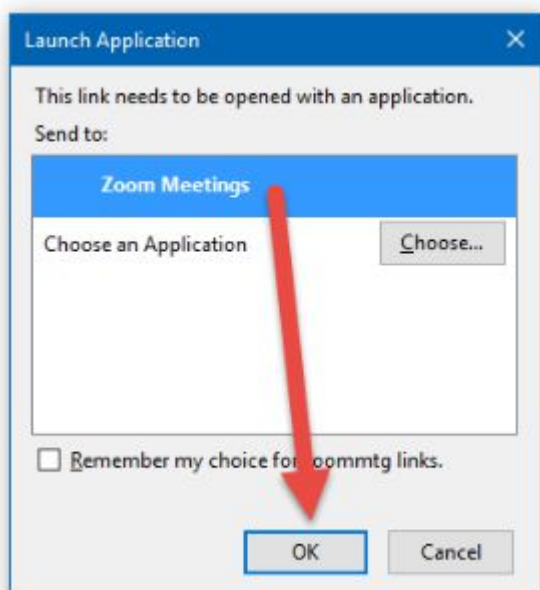 Launch Application
This link needs to be opened with an application.
Send to:
Zoom Meetings
Choose an Application
Choose...
Remember my choice for zoommtg links.
OK
Cancel